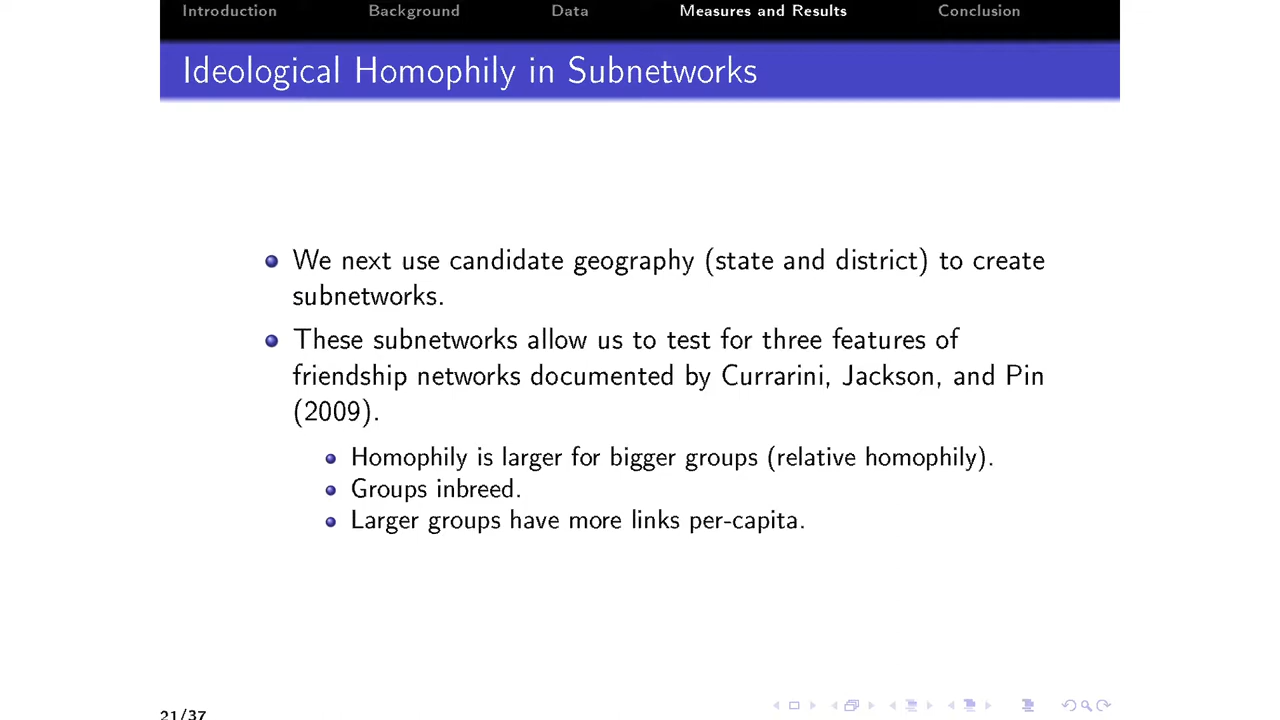 Introduction Background Data Measures and Results Conclusion
Ideological Homophily in Subnetworks
We next use candidate geography (state and district) to create
subnetworks.
These subnetworks allow us to test for three features of
friendship networks documented by Currarini, Jackson, and Pin
(2009).
Homophily is larger for bigger groups (relative homophily).
Groups inbreed.
Larger groups have more links per-capita.
21/37